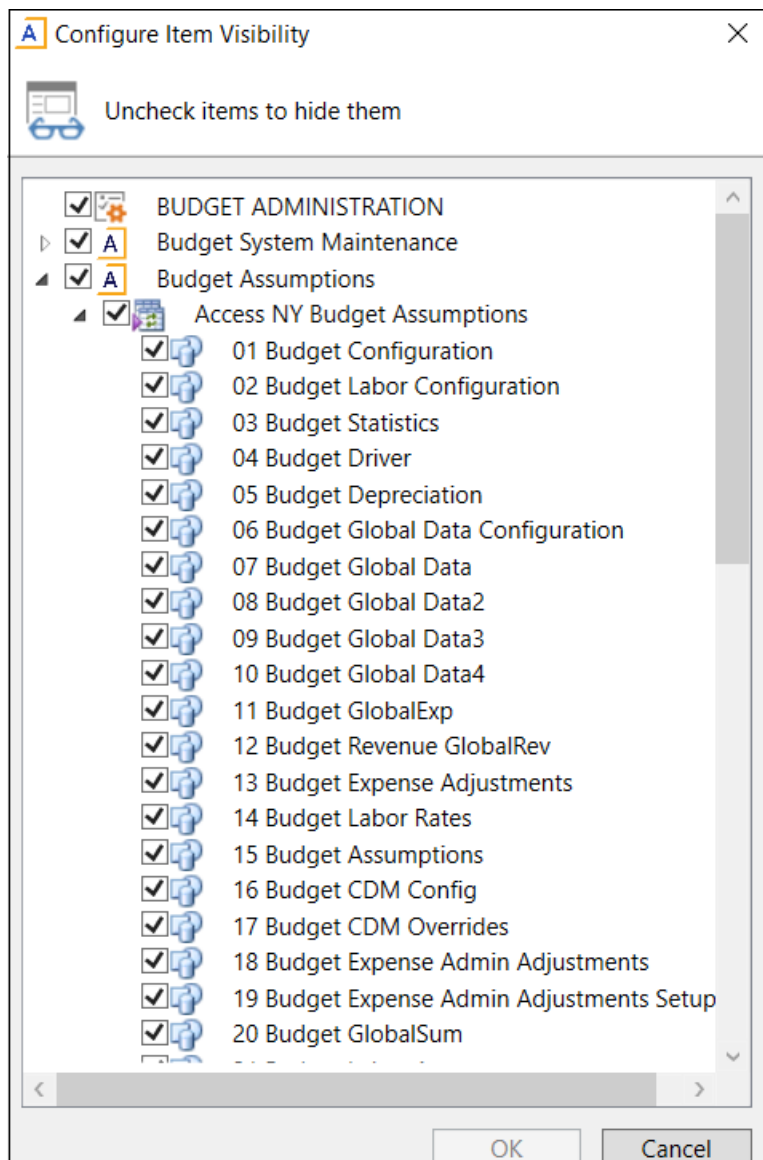 Configure Item Visibility
Uncheck items to hide them
BUDGET ADMINISTRATION
Budget System Maintenance
Budget Assumptions
Access NY Budget Assumptions
01 Budget Configuration
02 Budget Labor Configuration
03 Budget Statistics
04 Budget Driver
05 Budget Depreciation
06 Budget Global Data Configuration
07 Budget Global Data
08 Budget Global Data2
09 Budget Global Data3
10 Budget Global Data4
11 Budget GlobalExp
12 Budget Revenue GlobalRev
13 Budget Expense Adjustments
14 Budget Labor Rates
15 Budget Assumptions
16 Budget CDM Config
17 Budget CDM Overrides
18 Budget Expense Admin Adjustments
19 Budget Expense Admin Adjustments Setup
20 Budget GlobalSum
OK Cancel